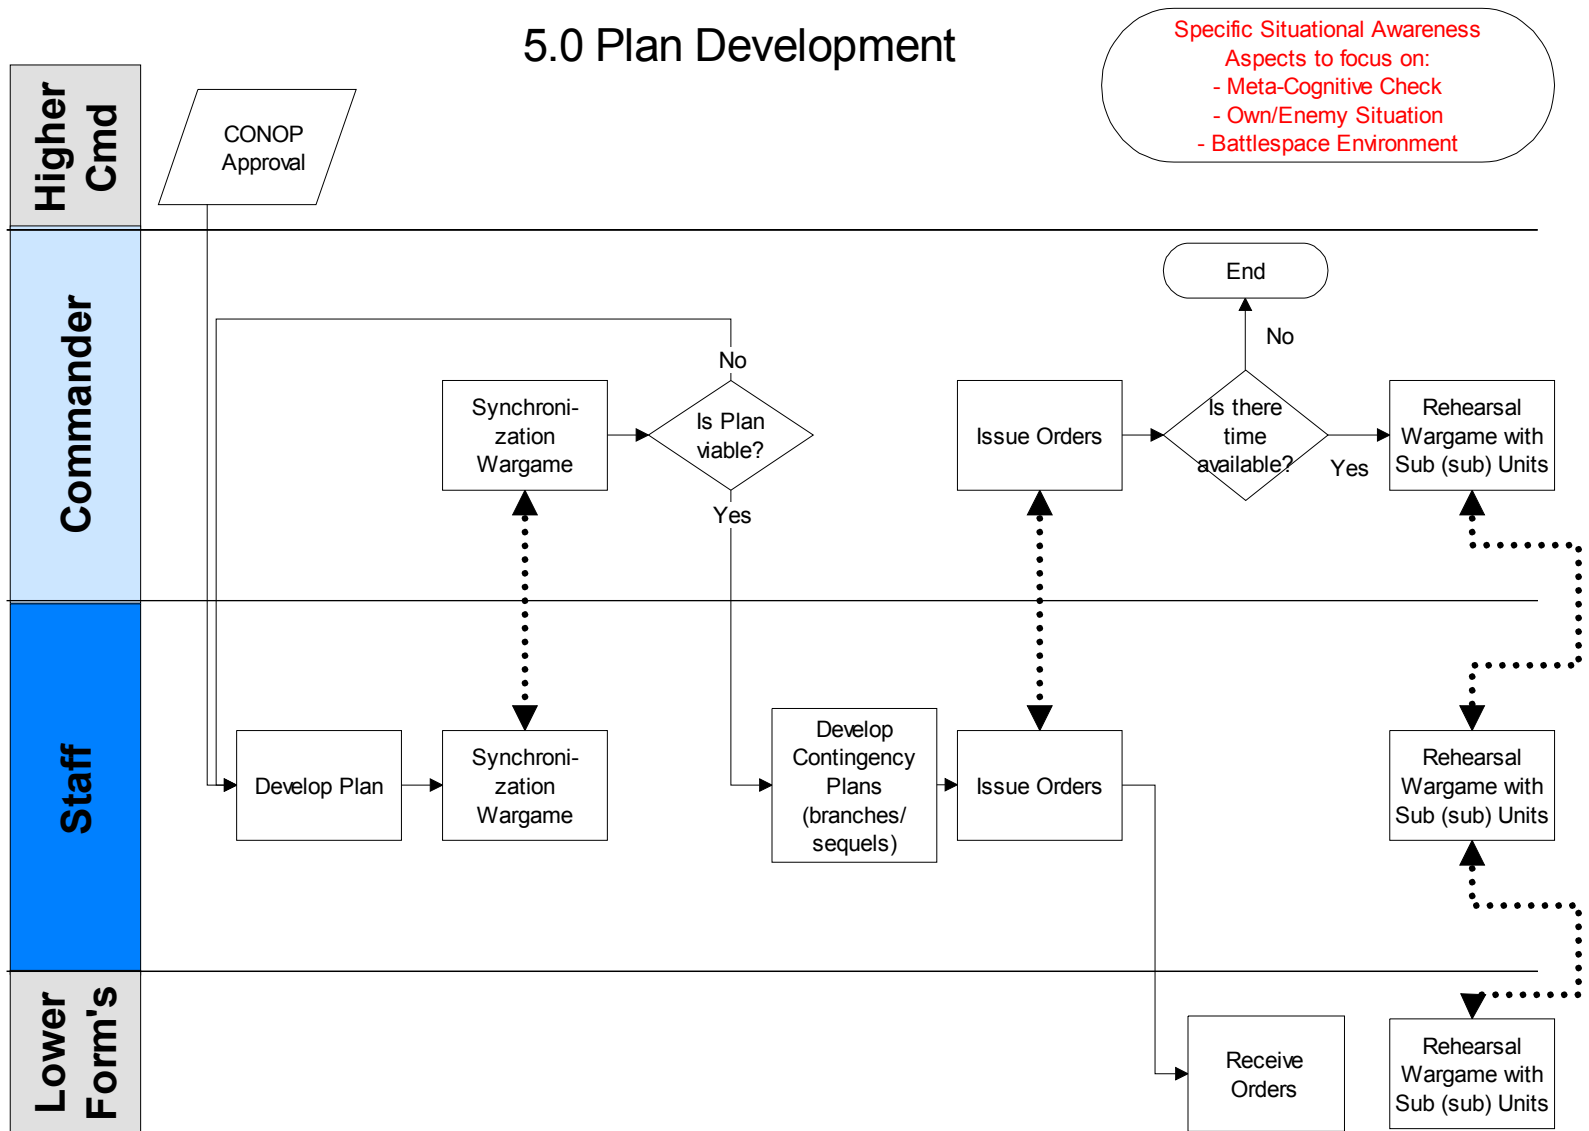 5.0 Plan Development
Specific Situational Awareness
Aspects to focus on:
- Meta-Cognitive Check
- Own/Enemy Situation
- Battlespace Environment
Higher
Cmd
CONOP
Approval
Commander
End
No
No
Synchroni-
zation
Wargame
Is Plan
viable?
Issue Orders
Is there
time
available?
Yes
Rehearsal
Wargame with
Sub (sub) Units
Yes
Staff
Develop Plan
Synchroni-
zation
Wargame
Develop
Contingency
Plans
(branches/
sequels)
Issue Orders
Rehearsal
Wargame with
Sub (sub) Units
Lower
Form's
Receive
Orders
Rehearsal
Wargame with
Sub (sub) Units